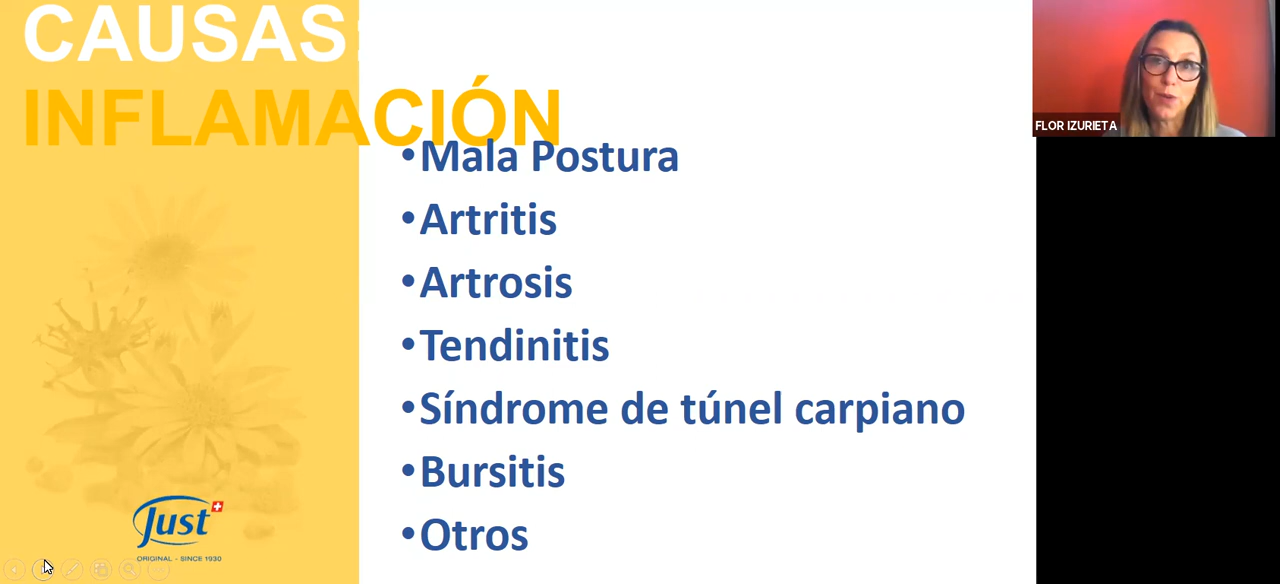 CAUSAS:
INFLAMACIÓN
•Mala Postura
•Artritis
•Artrosis
•Tendinitis
•Síndrome de túnel carpiano
•Bursitis
•Otros
Just
ORIGINAL - SINCE 1930
FLOR IZURIETA